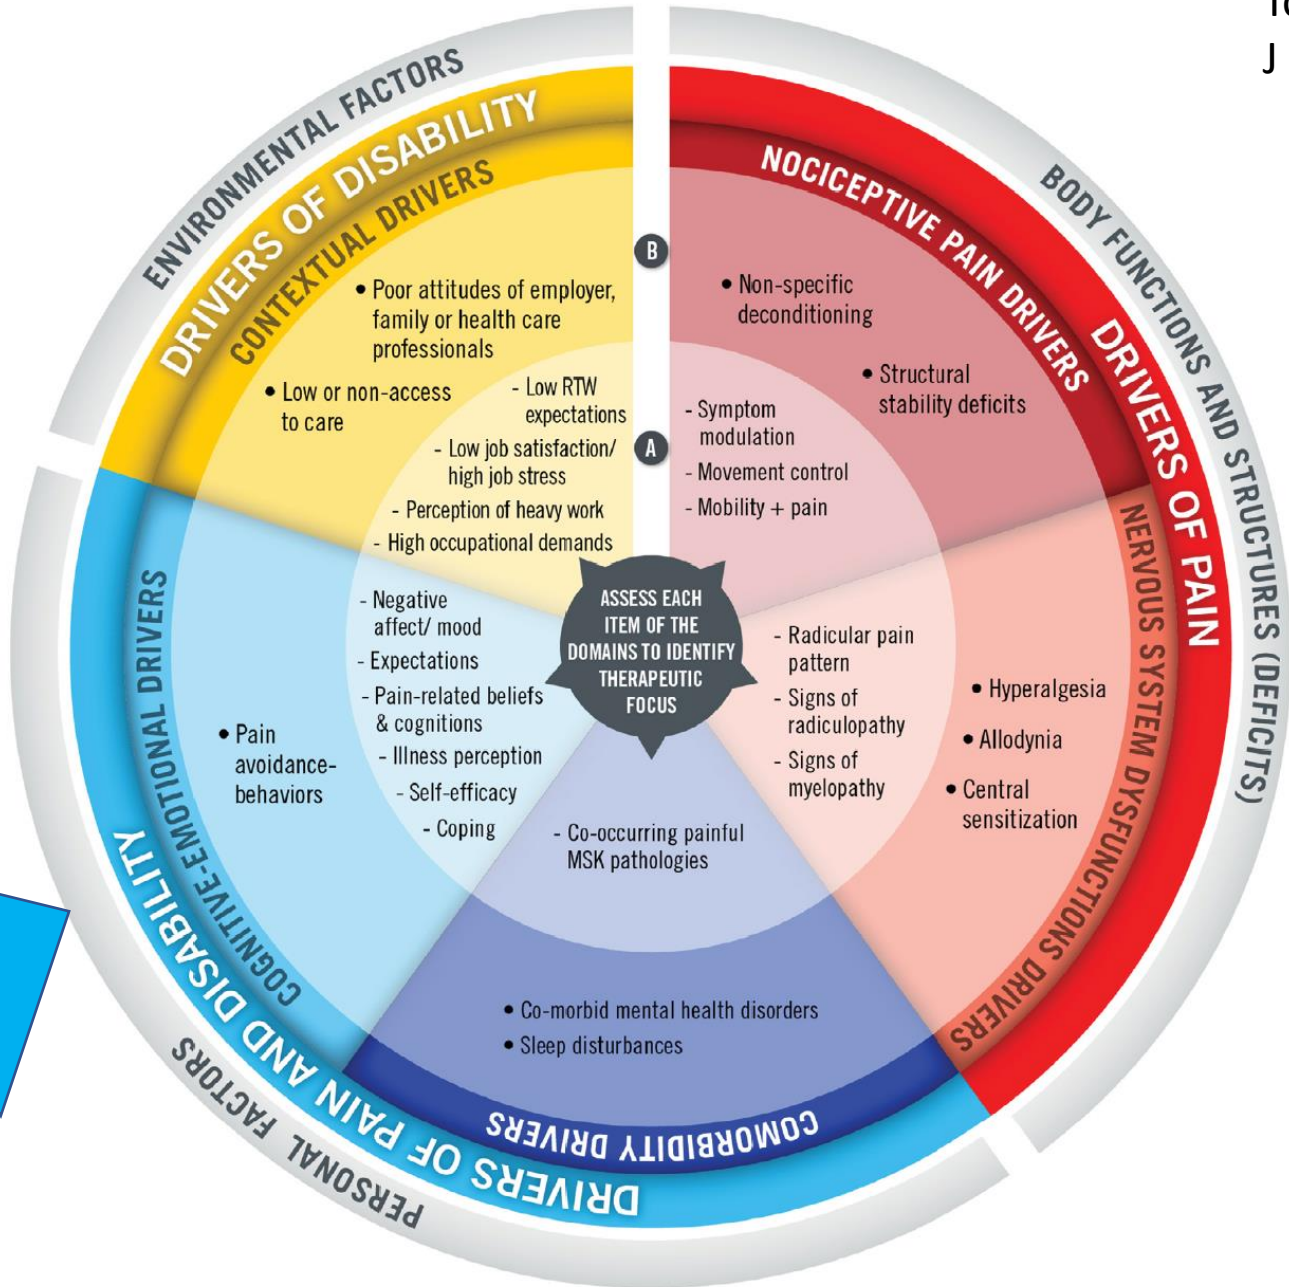 J
ENVIRONMENTAL FACTORS
DRIVERS OF DISABILITY
CONTEXTUAL DRIVERS
• Poor attitudes of employer,
family or health care
professionals
• Low or non-access
to care
- Low RTW
expectations
- Low job satisfaction/
high job stress
- Perception of heavy work
- High occupational demands
B
A
BODY FUNCTIONS AND STRUCTURES (DEFICITS)
DRIVERS OF PAIN
NOCICEPTIVE PAIN DRIVERS
• Non-specific
deconditioning
• Structural
stability deficits
- Symptom
modulation
- Movement control
- Mobility + pain
NERVOUS SYSTEM DYSFUNCTIONS DRIVERS
- Radicular pain
pattern
- Signs of
radiculopathy
- Signs of
myelopathy
• Hyperalgesia
• Allodynia
• Central
sensitization
ASSESS EACH
ITEM OF THE
DOMAINS TO IDENTIFY
THERAPEUTIC
FOCUS
PERSONAL FACTORS
DRIVERS OF PAIN AND DISABILITY
COGNITIVE-EMOTIONAL DRIVERS
- Negative
affect/ mood
- Expectations
- Pain-related beliefs
& cognitions
- Illness perception
- Self-efficacy
- Coping
• Pain
avoidance-
behaviors
- Co-occurring painful
MSK pathologies
• Co-morbid mental health disorders
• Sleep disturbances
COMORBIDITY DRIVERS